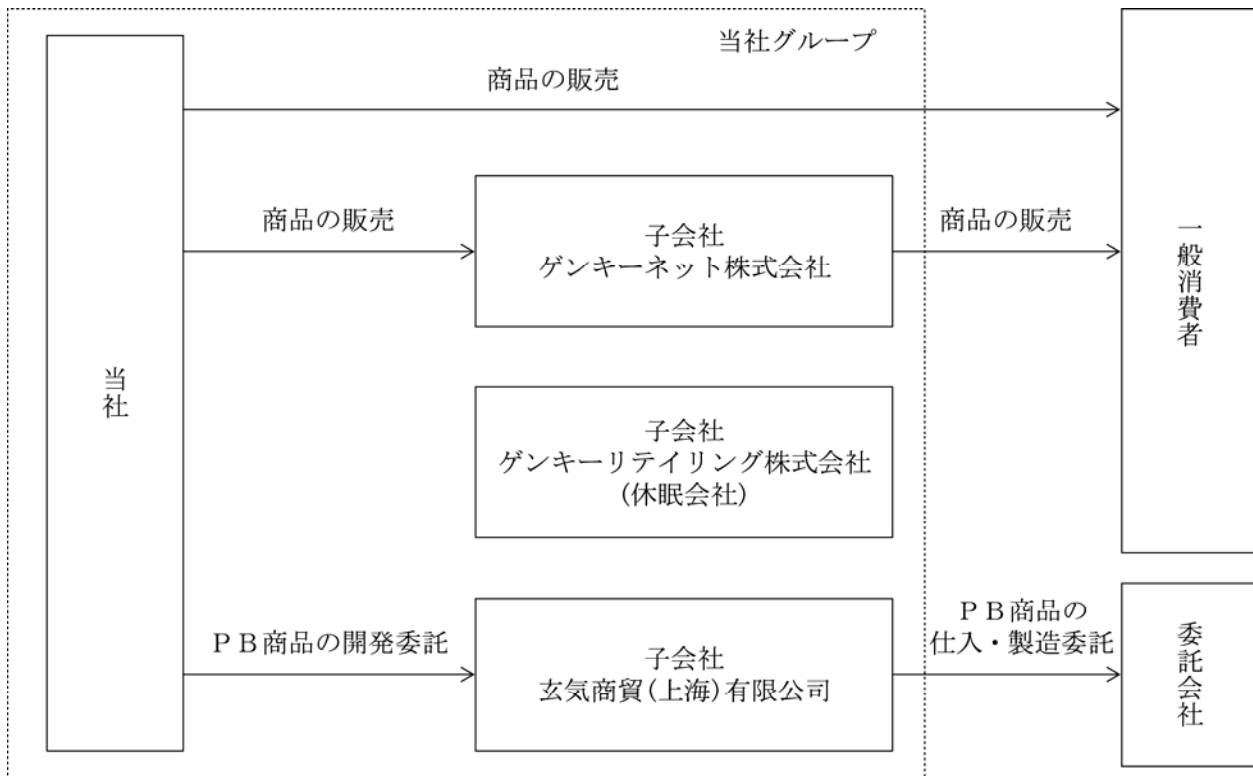 当社グループ
商品の販売
商品の販売
子会社
ゲンキーネット株式会社
商品の販売
一般消費者
当社
子会社
ゲンキーリテイリング株式会社
(休眠会社)
ＰＢ商品の開発委託
子会社
玄気商貿(上海)有限公司
ＰＢ商品の
仕入・製造委託
委託会社